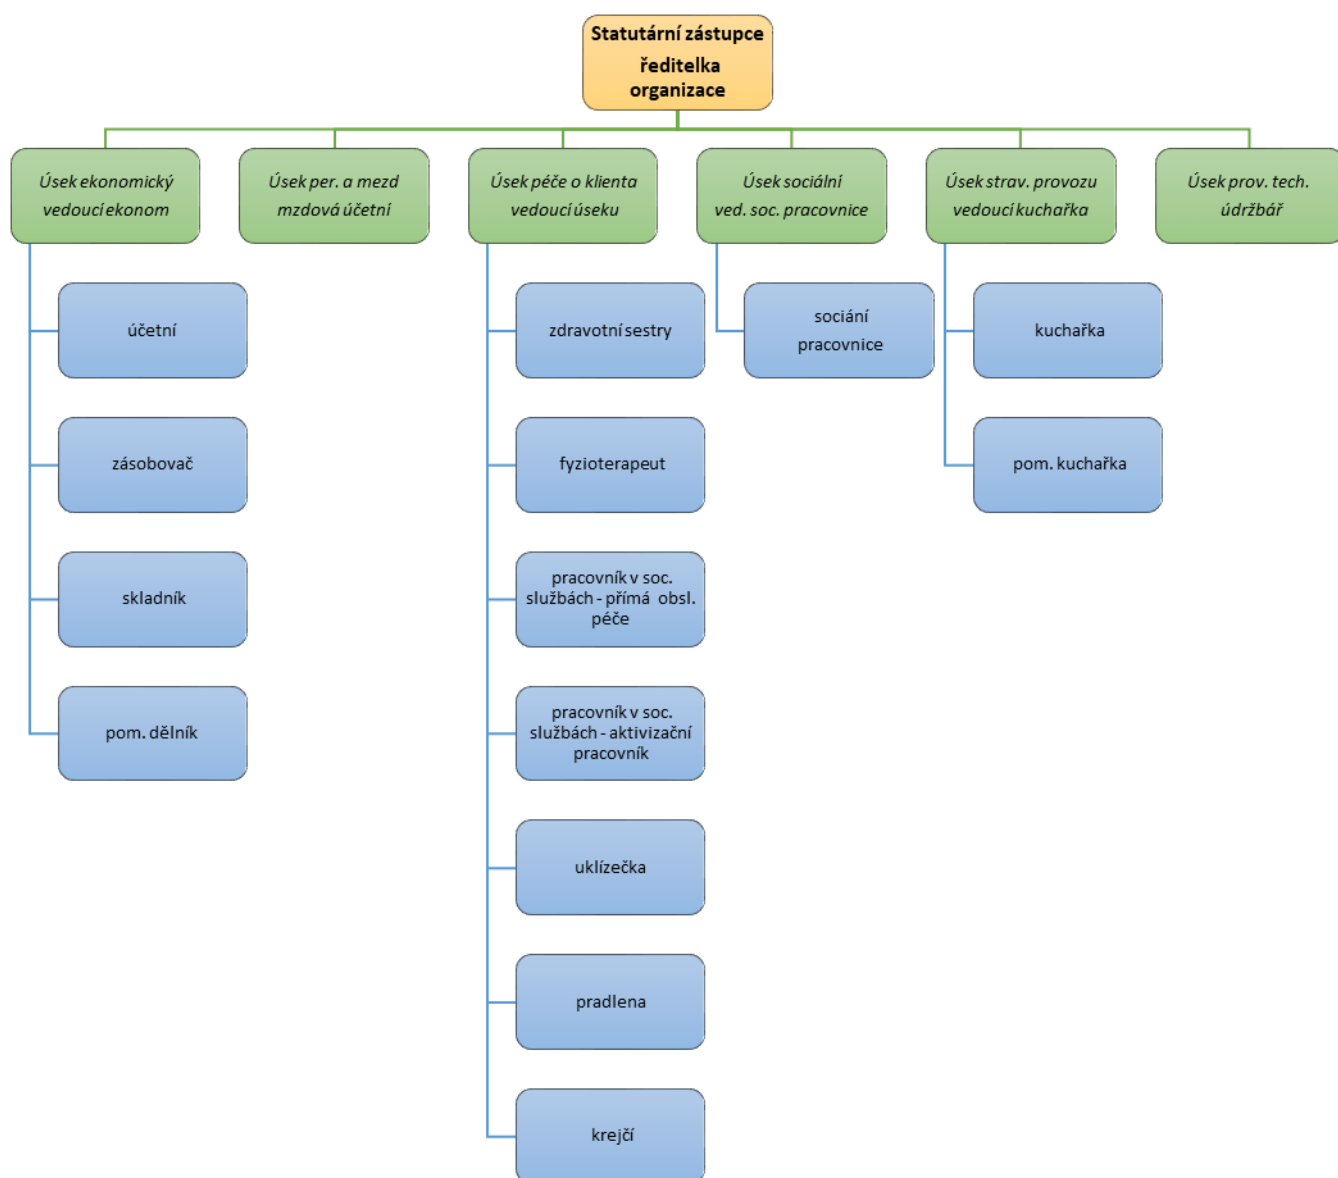 Statutární zástupce
ředitelka
organizace
Úsek ekonomický
vedoucí ekonom
Úsek per. a mezd
mzdová účetní
Úsek péče o klienta
vedoucí úseku
Úsek sociální
ved. soc. pracovnice
Úsek strav. provozu
vedoucí kuchařka
Úsek prov. tech.
údržbář
účetní
zásobovač
skladník
pom. dělník
zdravotní sestry
fyzioterapeut
pracovník v soc.
službách - přímá obsl.
péče
pracovník v soc.
službách - aktivizační
pracovník
uklízečka
pradlena
krejčí
sociání
pracovnice
kuchařka
pom. kuchařka